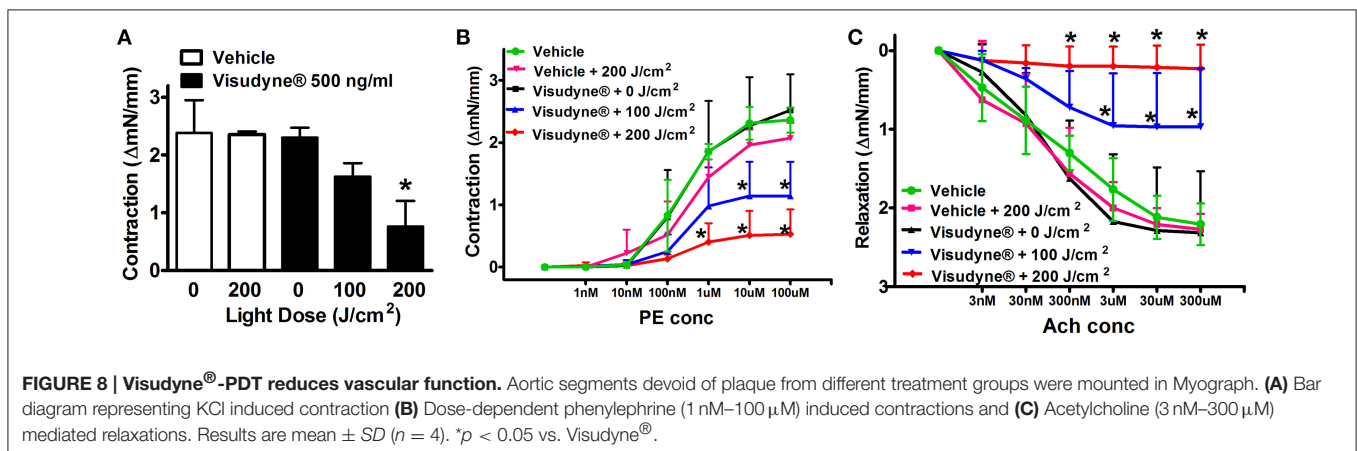 A
Vehicle
Visudyne® 500 ng/ml
Contraction (ΔmN/mm)
3
2
1
0
*
0 200 0 100 200
Light Dose (J/cm²)
B
Vehicle
Vehicle + 200 J/cm²
Visudyne® + 0 J/cm²
Visudyne® + 100 J/cm²
Visudyne® + 200 J/cm²
Contraction (ΔmN/mm)
3
2
1
0
* *
* * *
1nM 10nM 100nM 1uM 10uM 100uM
PE conc
C
* * * *
* * *
Relaxation (ΔmN/mm)
0
1
2
3
Vehicle
Vehicle + 200 J/cm²
Visudyne® + 0 J/cm²
Visudyne® + 100 J/cm²
Visudyne® + 200 J/cm²
3nM 30nM 300nM 3uM 30uM 300uM
Ach conc
FIGURE 8 | Visudyne®-PDT reduces vascular function. Aortic segments devoid of plaque from different treatment groups were mounted in Myograph. (A) Bar
diagram representing KCl induced contraction (B) Dose-dependent phenylephrine (1 nM–100 μM) induced contractions and (C) Acetylcholine (3 nM–300 μM)
mediated relaxations. Results are mean ± SD (n = 4). *p < 0.05 vs. Visudyne®.